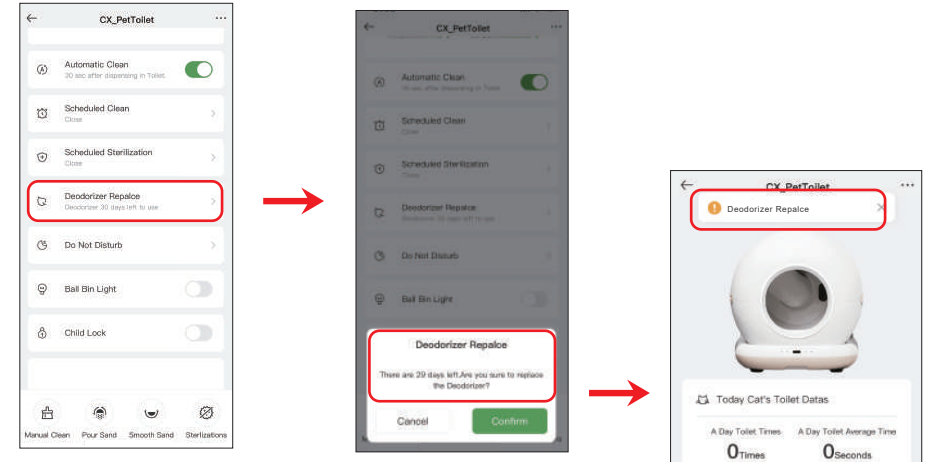 CX_PetToilet
Automatic Clean
30 sec after dispensing in Toilet
Scheduled Clean
Close
Scheduled Sterilization
Close
Deodorizer Repalce
Deodorizer 30 days left to use
Do Not Disturb
Ball Bin Light
Child Lock
Manual Clean
Pour Sand
Smooth Sand
Sterlizations
CX_PetToilet
Automatic Clean
Scheduled Clean
Close
Scheduled Sterilization
Close
Deodorizer Repalce
Do Not Disturb
Ball Bin Light
Deodorizer Repalce
There are 29 days left.Are you sure to replace
the Deodorizer?
Cancel
Confirm
CX_PetToilet
Deodorizer Repalce
Today Cat's Toilet Datas
A Day Toilet Times
A Day Toilet Average Time
0Times
0Seconds